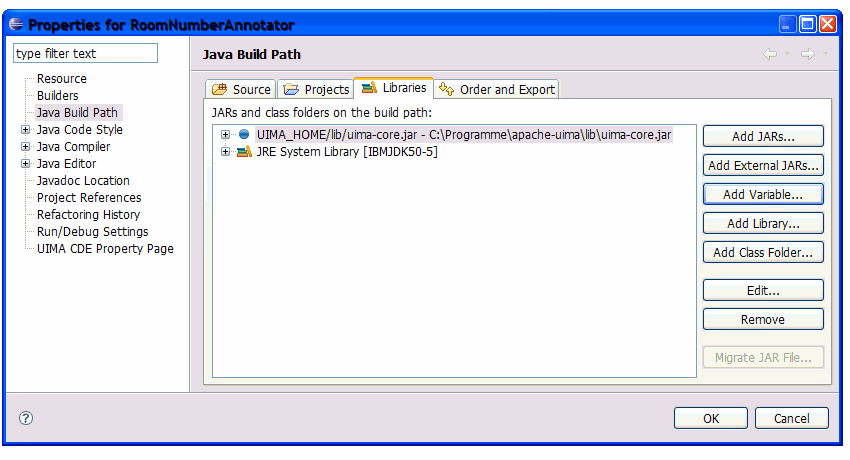 Properties for RoomNumberAnnotator
type filter text
Resource
Builders
Java Build Path
Java Code Style
Java Compiler
Java Editor
Javadoc Location
Project References
Refactoring History
Run/Debug Settings
UIMA CDE Property Page
Java Build Path
Source Projects Libraries Order and Export
JARs and class folders on the build path:
UIMA_HOME/lib/uima-core.jar - C:\Programme\apache-uima\lib\uima-core.jar
JRE System Library [IBMJDK50-5]
Add JARs...
Add External JARs...
Add Variable...
Add Library...
Add Class Folder...
Edit...
Remove
Migrate JAR File...
OK Cancel